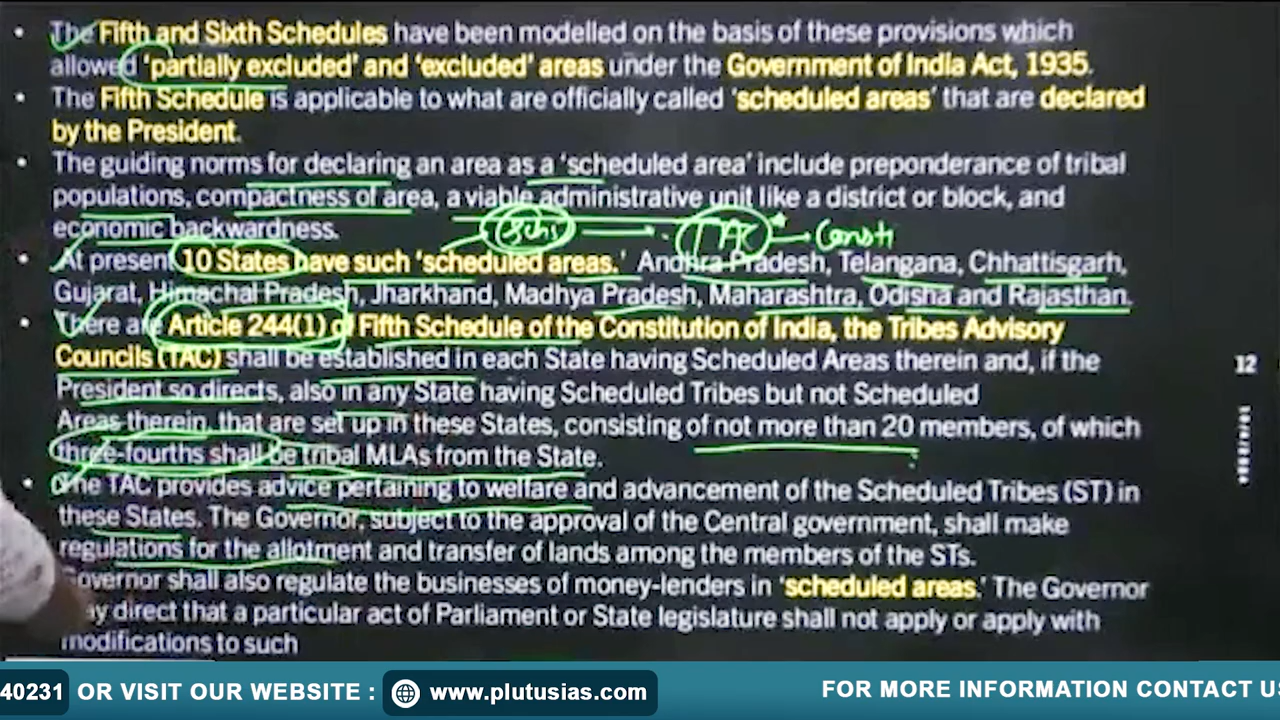 • The Fifth and Sixth Schedules have been modelled on the basis of these provisions which
allowed 'partially excluded' and 'excluded' areas under the Government of India Act, 1935.
• The Fifth Schedule is applicable to what are officially called 'scheduled areas' that are declared
by the President.
• The guiding norms for declaring an area as a 'scheduled area' include preponderance of tribal
populations, compactness of area, a viable administrative unit like a district or block, and
economic backwardness.
TAC Consti
• At present 10 States have such 'scheduled areas.' Andhra Pradesh, Telangana, Chhattisgarh,
Gujarat, Himachal Pradesh, Jharkhand, Madhya Pradesh, Maharashtra, Odisha and Rajasthan.
• There are Article 244(1) of Fifth Schedule of the Constitution of India, the Tribes Advisory
Councils (TAC) shall be established in each State having Scheduled Areas therein and, if the
President so directs, also in any State having Scheduled Tribes but not Scheduled
Areas therein, that are set up in these States, consisting of not more than 20 members, of which
three-fourths shall be tribal MLAs from the State.
• The TAC provides advice pertaining to welfare and advancement of the Scheduled Tribes (ST) in
these States. The Governor, subject to the approval of the Central government, shall make
regulations for the allotment and transfer of lands among the members of the STs.
Governor shall also regulate the businesses of money-lenders in 'scheduled areas.' The Governor
direct that a particular act of Parliament or State legislature shall not apply or apply with
modifications to such
12
40231 OR VISIT OUR WEBSITE : www.plutusias.com FOR MORE INFORMATION CONTACT US